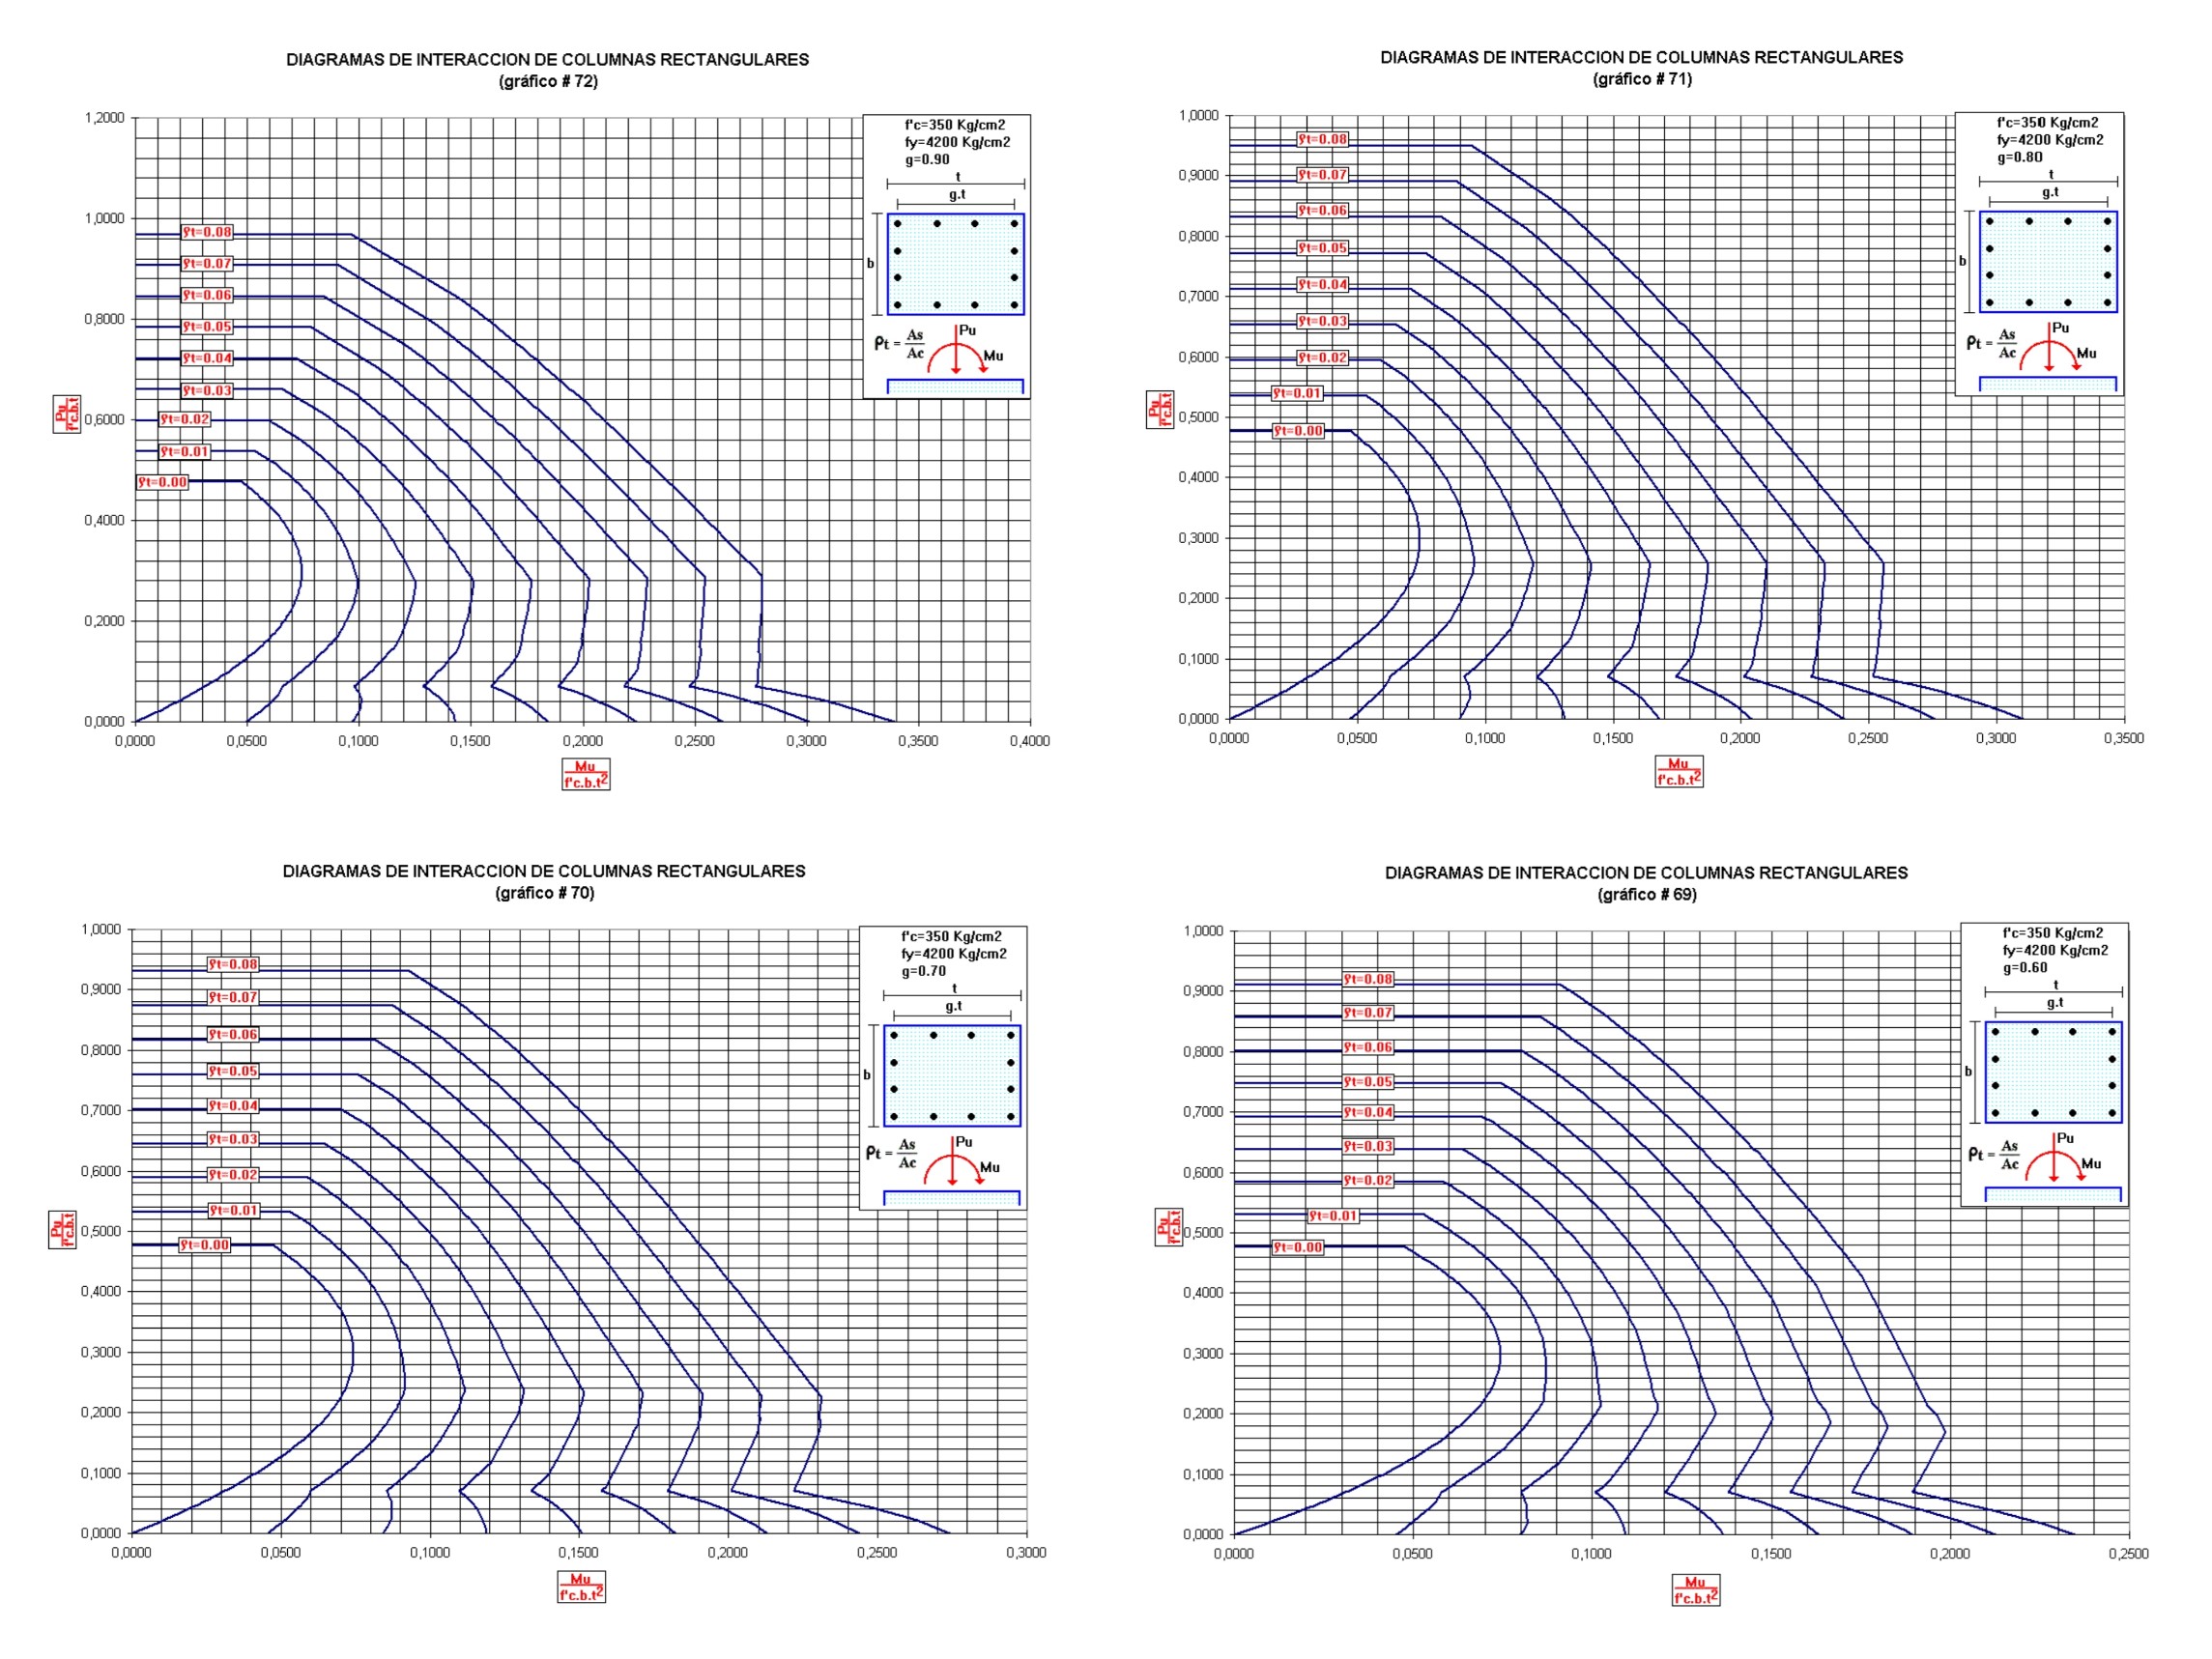 DIAGRAMAS DE INTERACCION DE COLUMNAS RECTANGULARES
(gráfico # 72)
1,2000
1,0000
0,8000
0,6000
0,4000
0,2000
0,0000
Pu
f'c.b.t
ρt=0.08
ρt=0.07
ρt=0.06
ρt=0.05
ρt=0.04
ρt=0.03
ρt=0.02
ρt=0.01
ρt=0.00
f'c=350 Kg/cm2
fy=4200 Kg/cm2
g=0.90
t
g.t
b
ρt = As
Ac
Pu
Mu
0,0000 0,0500 0,1000 0,1500 0,2000 0,2500 0,3000 0,3500 0,4000
Mu
f'c.b.t2
DIAGRAMAS DE INTERACCION DE COLUMNAS RECTANGULARES
(gráfico # 71)
1,0000
0,9000
0,8000
0,7000
0,6000
0,5000
0,4000
0,3000
0,2000
0,1000
0,0000
Pu
f'c.b.t
ρt=0.08
ρt=0.07
ρt=0.06
ρt=0.05
ρt=0.04
ρt=0.03
ρt=0.02
ρt=0.01
ρt=0.00
f'c=350 Kg/cm2
fy=4200 Kg/cm2
g=0.80
t
g.t
b
ρt = As
Ac
Pu
Mu
0,0000 0,0500 0,1000 0,1500 0,2000 0,2500 0,3000 0,3500
Mu
f'c.b.t2
DIAGRAMAS DE INTERACCION DE COLUMNAS RECTANGULARES
(gráfico # 70)
1,0000
0,9000
0,8000
0,7000
0,6000
0,5000
0,4000
0,3000
0,2000
0,1000
0,0000
Pu
f'c.b.t
ρt=0.08
ρt=0.07
ρt=0.06
ρt=0.05
ρt=0.04
ρt=0.03
ρt=0.02
ρt=0.01
ρt=0.00
f'c=350 Kg/cm2
fy=4200 Kg/cm2
g=0.70
t
g.t
b
ρt = As
Ac
Pu
Mu
0,0000 0,0500 0,1000 0,1500 0,2000 0,2500 0,3000
Mu
f'c.b.t2
DIAGRAMAS DE INTERACCION DE COLUMNAS RECTANGULARES
(gráfico # 69)
1,0000
0,9000
0,8000
0,7000
0,6000
0,5000
0,4000
0,3000
0,2000
0,1000
0,0000
Pu
f'c.b.t
ρt=0.08
ρt=0.07
ρt=0.06
ρt=0.05
ρt=0.04
ρt=0.03
ρt=0.02
ρt=0.01
ρt=0.00
f'c=350 Kg/cm2
fy=4200 Kg/cm2
g=0.60
t
g.t
b
ρt = As
Ac
Pu
Mu
0,0000 0,0500 0,1000 0,1500 0,2000 0,2500
Mu
f'c.b.t2